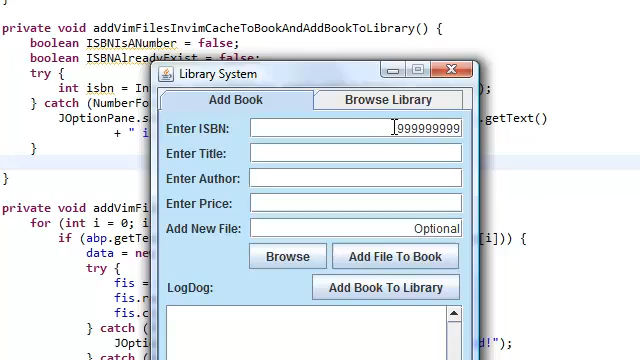 private void addVimFilesInvimCacheToBookAndAddBookToLibrary() {
boolean ISBNIsANumber = false;
boolean ISBNAlreadyExist = false;
try {
int isbn = In
} catch (NumberFo
JOptionPane.s
.getText()
+ " i
}
}
private void addVimFi
for (int i = 0; i
if (abp.getTe
[i])) {
data = new
try {
fis =
fis.r
fis.c
} catch (
JOpti
d!");
} catch
Library System
Add Book
Browse Library
Enter ISBN:
999999999
Enter Title:
Enter Author:
Enter Price:
Add New File:
Optional
Browse
Add File To Book
LogDog:
Add Book To Library